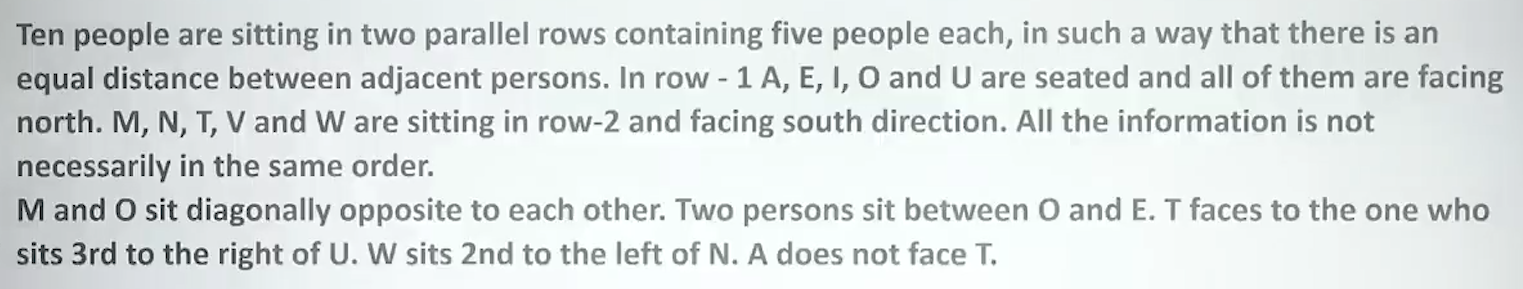 Ten people are sitting in two parallel rows containing five people each, in such a way that there is an
equal distance between adjacent persons. In row - 1 A, E, I, O and U are seated and all of them are facing
north. M, N, T, V and W are sitting in row-2 and facing south direction. All the information is not
necessarily in the same order.
M and O sit diagonally opposite to each other. Two persons sit between O and E. T faces to the one who
sits 3rd to the right of U. W sits 2nd to the left of N. A does not face T.